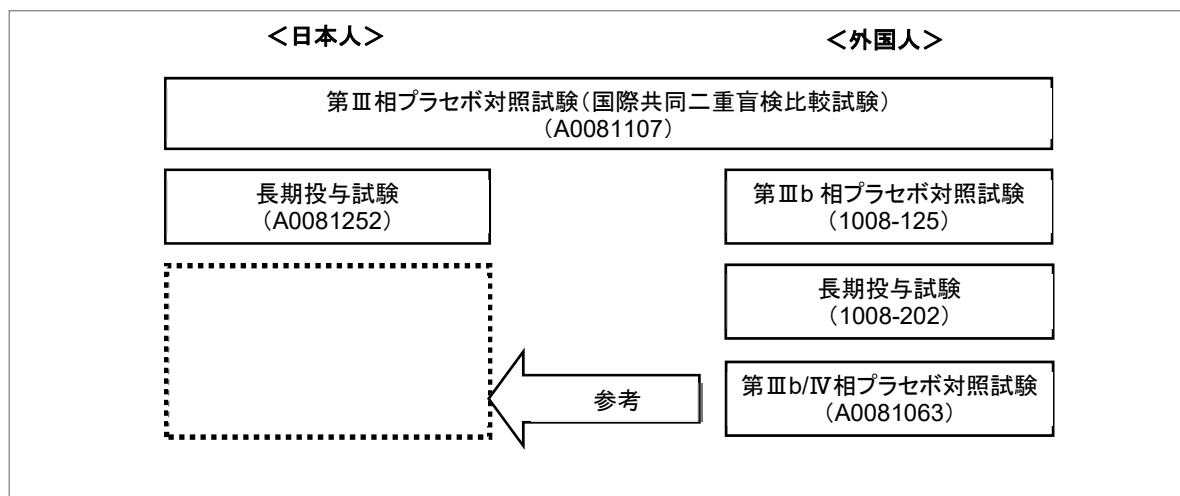 ＜日本人＞
＜外国人＞
第Ⅲ相プラセボ対照試験（国際共同二重盲検比較試験）
（A0081107）
長期投与試験
（A0081252）
第Ⅲb 相プラセボ対照試験
（1008-125）
長期投与試験
（1008-202）
参考
第Ⅲb/Ⅳ相プラセボ対照試験
（A0081063）